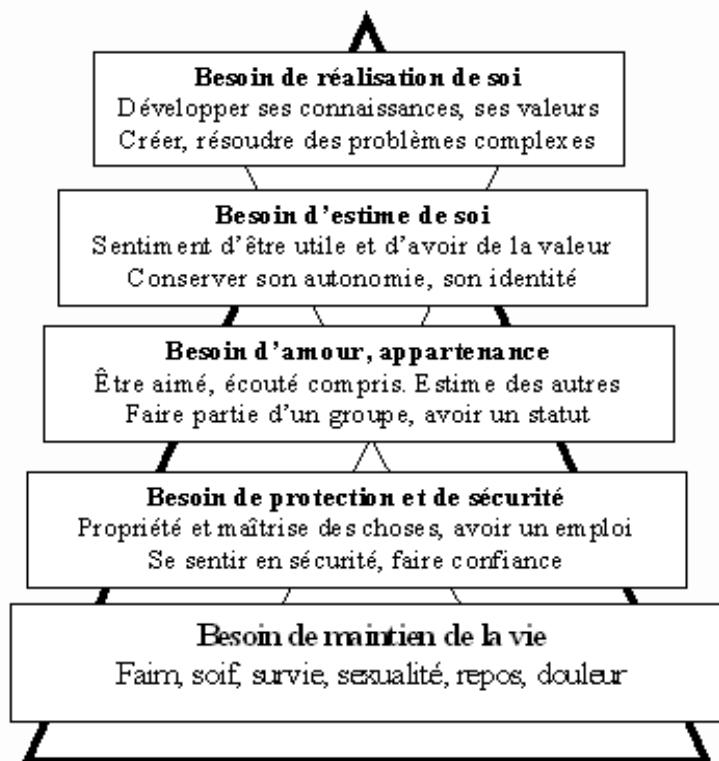 Besoin de réalisation de soi
Développer ses connaissances, ses valeurs
Créer, résoudre des problèmes complexes
Besoin d'estime de soi
Sentiment d'être utile et d'avoir de la valeur
Conserver son autonomie, son identité
Besoin d'amour, appartenance
Être aimé, écouté compris. Estime des autres
Faire partie d'un groupe, avoir un statut
Besoin de protection et de sécurité
Propriété et maîtrise des choses, avoir un emploi
Se sentir en sécurité, faire confiance
Besoin de maintien de la vie
Faim, soif, survie, sexualité, repos, douleur